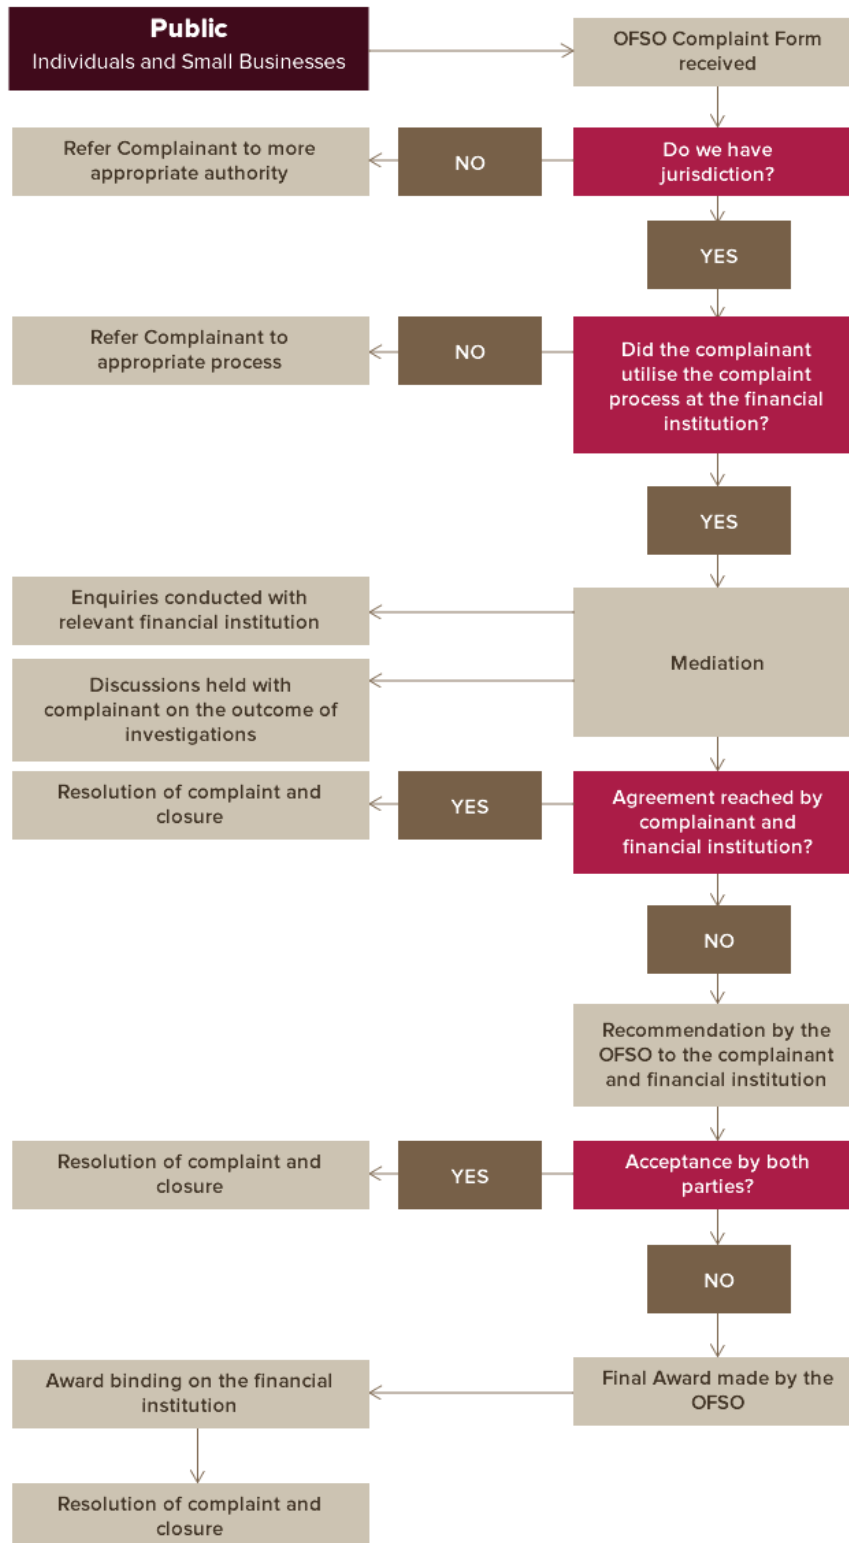 Public
Individuals and Small Businesses
OFSO Complaint Form
received
Refer Complainant to more
appropriate authority
NO
Do we have
jurisdiction?
YES
Refer Complainant to
appropriate process
NO
Did the complainant
utilise the complaint
process at the financial
institution?
YES
Enquiries conducted with
relevant financial institution
Mediation
Discussions held with
complainant on the outcome of
investigations
Resolution of complaint and
closure
YES
Agreement reached by
complainant and
financial institution?
NO
Recommendation by the
OFSO to the complainant
and financial institution
Resolution of complaint and
closure
YES
Acceptance by both
parties?
NO
Award binding on the financial
institution
Final Award made by the
OFSO
Resolution of complaint and
closure